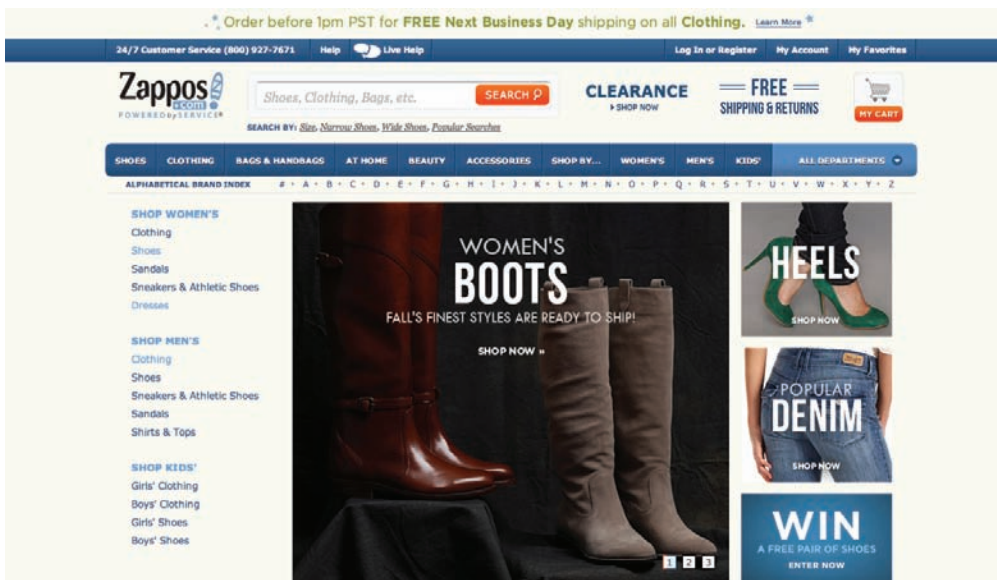 Order before 1pm PST for FREE Next Business Day shipping on all Clothing. Learn More
24/7 Customer Service (800) 927-7671 Help Live Help Log In or Register My Account My Favorites
Zappos
.com
POWERED by SERVICE®
Shoes, Clothing, Bags, etc. SEARCH
SEARCH BY: Size, Narrow Shoes, Wide Shoes, Popular Searches
CLEARANCE
SHOP NOW
FREE
SHIPPING & RETURNS
MY CART
SHOES CLOTHING BAGS & HANDBAGS AT HOME BEAUTY ACCESSORIES SHOP BY... WOMEN'S MEN'S KIDS' ALL DEPARTMENTS
ALPHABETICAL BRAND INDEX # • A • B • C • D • E • F • G • H • I • J • K • L • M • N • O • P • Q • R • S • T • U • V • W • X • Y • Z
SHOP WOMEN'S
Clothing
Shoes
Sandals
Sneakers & Athletic Shoes
Dresses
SHOP MEN'S
Clothing
Shoes
Sneakers & Athletic Shoes
Sandals
Shirts & Tops
SHOP KIDS'
Girls' Clothing
Boys' Clothing
Girls' Shoes
Boys' Shoes
WOMEN'S
BOOTS
FALL'S FINEST STYLES ARE READY TO SHIP!
SHOP NOW »
1 2 3
HEELS
SHOP NOW
POPULAR
DENIM
SHOP NOW
WIN
A FREE PAIR OF SHOES
ENTER NOW